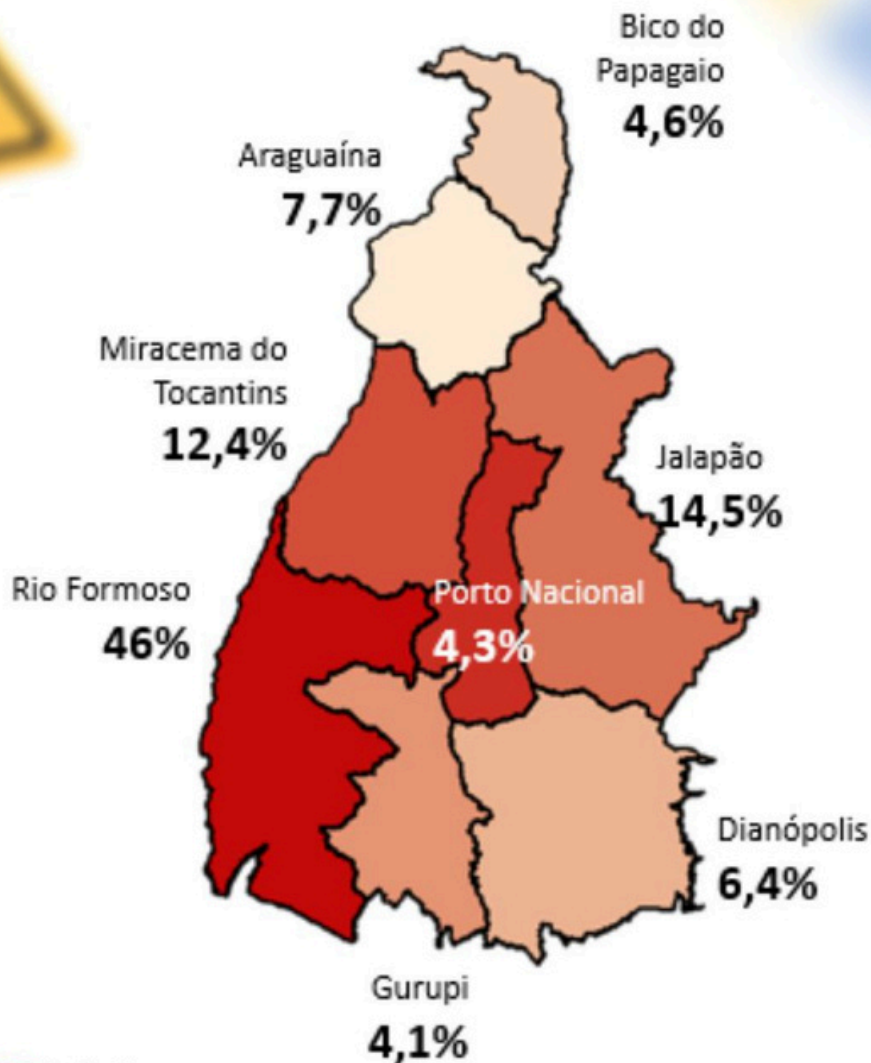 Bico do
Papagaio
4,6%
Araguaína
7,7%
Miracema do
Tocantins
12,4%
Jalapão
14,5%
Rio Formoso
46%
Porto Nacional
4,3%
Dianópolis
6,4%
Gurupi
4,1%